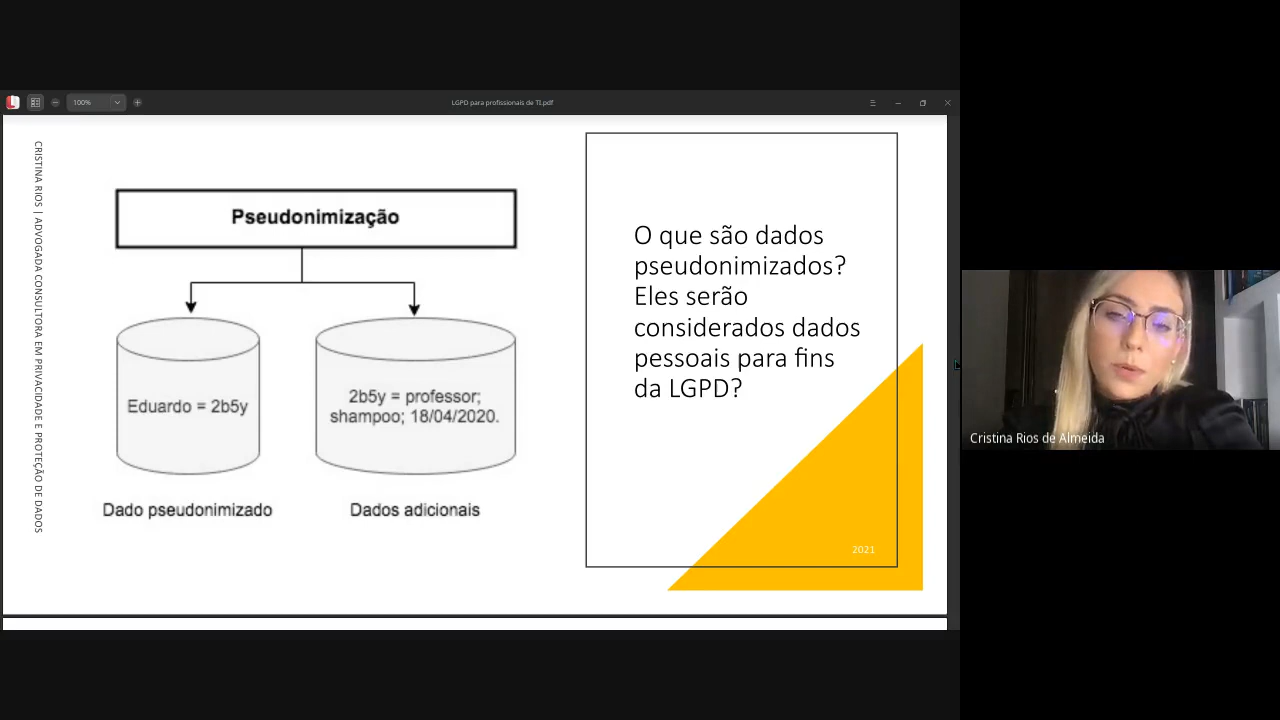 100%
LGPD para profissionais de TI.pdf
CRISTINA RIOS | ADVOGADA CONSULTORA EM PRIVACIDADE E PROTEÇÃO DE DADOS
Pseudonimização
Eduardo = 2b5y
2b5y = professor;
shampoo; 18/04/2020.
Dado pseudonimizado
Dados adicionais
O que são dados
pseudonimizados?
Eles serão
considerados dados
pessoais para fins
da LGPD?
2021
Cristina Rios de Almeida